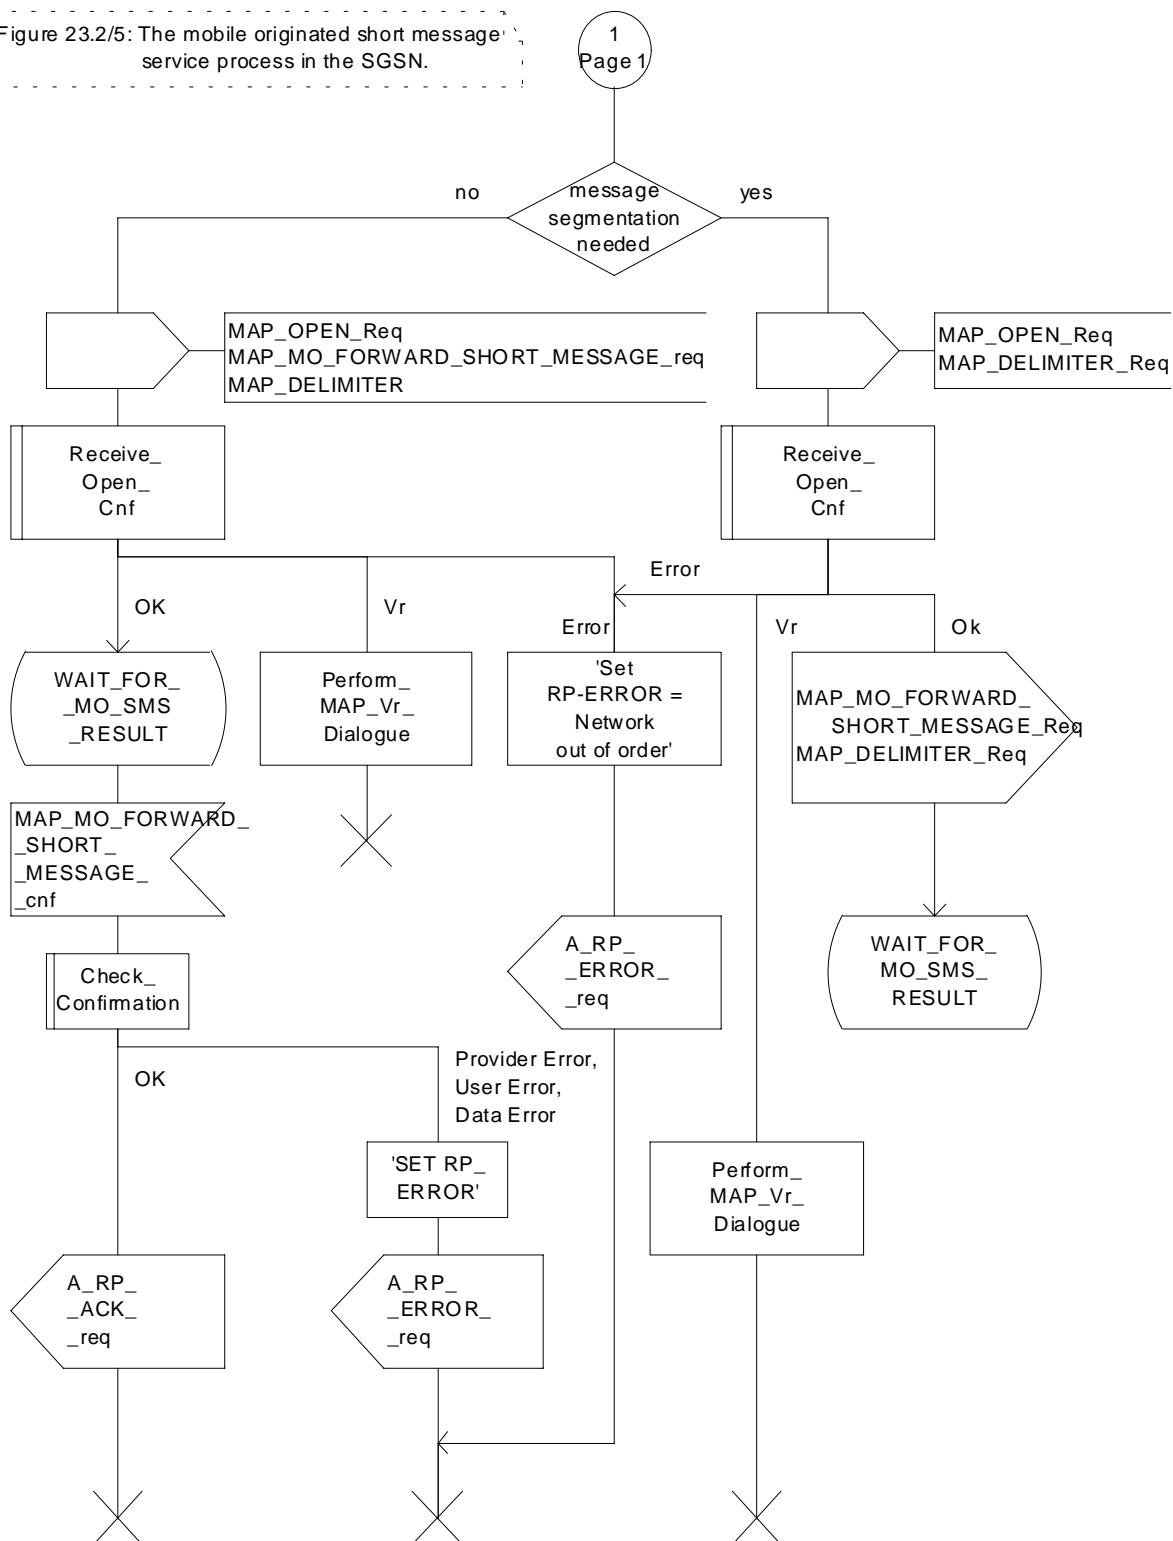 Figure 23.2/5: The mobile originated short message
service process in the SGSN.
1
Page 1
no
message
segmentation
needed
yes
MAP_OPEN_Req
MAP_MO_FORWARD_SHORT_MESSAGE_req
MAP_DELIMITER
MAP_OPEN_Req
MAP_DELIMITER_Req
Receive_
Open_
Cnf
Receive_
Open_
Cnf
Error
OK
Vr
Error
Vr
Ok
WAIT_FOR_
_MO_SMS
_RESULT
Perform_
MAP_Vr_
Dialogue
'Set
RP-ERROR =
Network
out of order'
MAP_MO_FORWARD_
SHORT_MESSAGE_Req
MAP_DELIMITER_Req
MAP_MO_FORWARD_
_SHORT_
_MESSAGE_
_cnf
A_RP_
_ERROR_
_req
WAIT_FOR_
MO_SMS_
RESULT
Check_
Confirmation
OK
Provider Error,
User Error,
Data Error
'SET RP_
ERROR'
Perform_
MAP_Vr_
Dialogue
A_RP_
_ACK_
_req
A_RP_
_ERROR_
_req